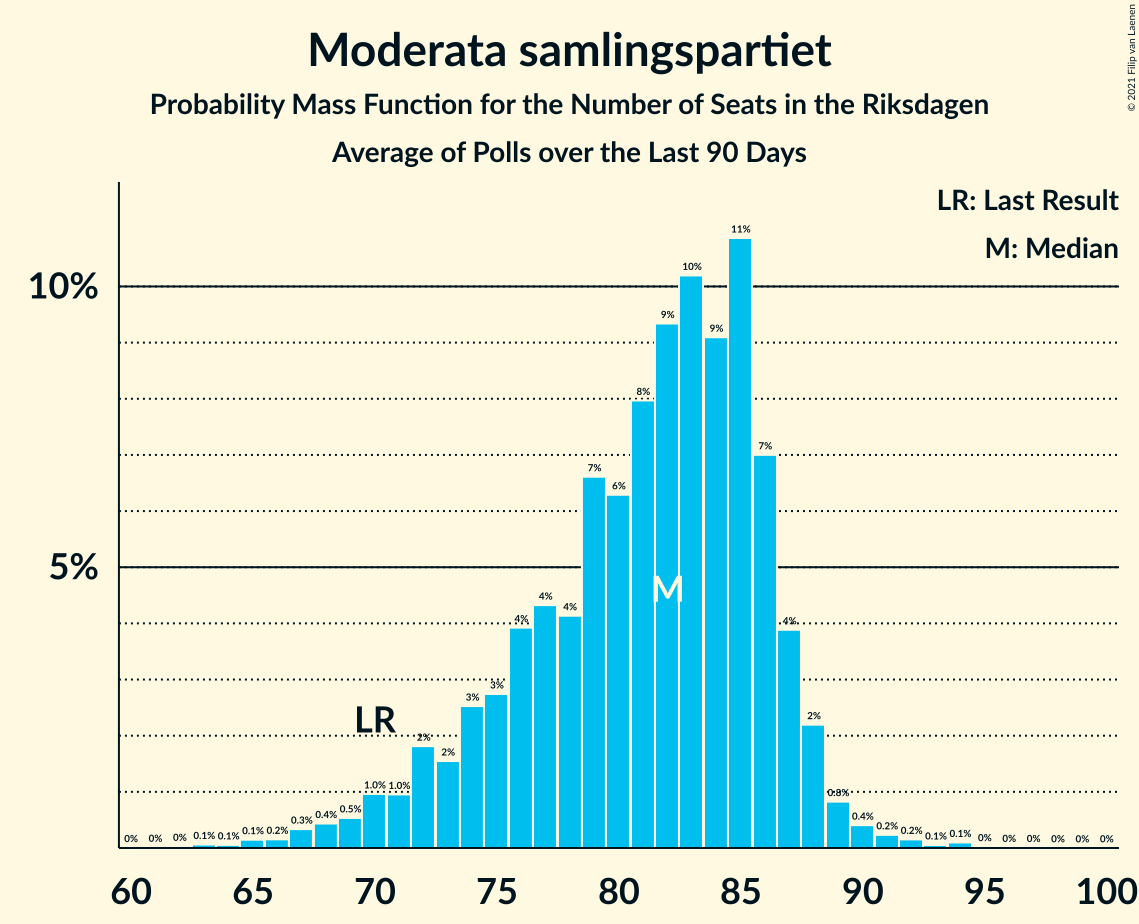 Moderata samlingspartiet
Probability Mass Function for the Number of Seats in the Riksdagen
Average of Polls over the Last 90 Days
© 2021 Filip van Laenen
LR: Last Result
M: Median
10%
5%
0% 0% 0% 0.1% 0.1% 0.1% 0.2% 0.3% 0.4% 0.5% 1.0% 1.0% 2% 2% 3% 3% 4% 4% 4% 7% 6% 8% 9% 10% 9% 11% 7% 4% 2% 0.8% 0.4% 0.2% 0.2% 0.1% 0.1% 0% 0% 0% 0% 0% 0%
LR
M
60 65 70 75 80 85 90 95 100